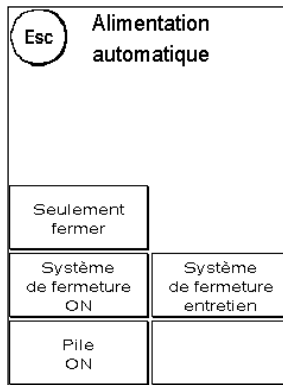 Esc
Alimentation
automatique
Seulement
fermer
Système
de fermeture
ON
Système
de fermeture
entretien
Pile
ON